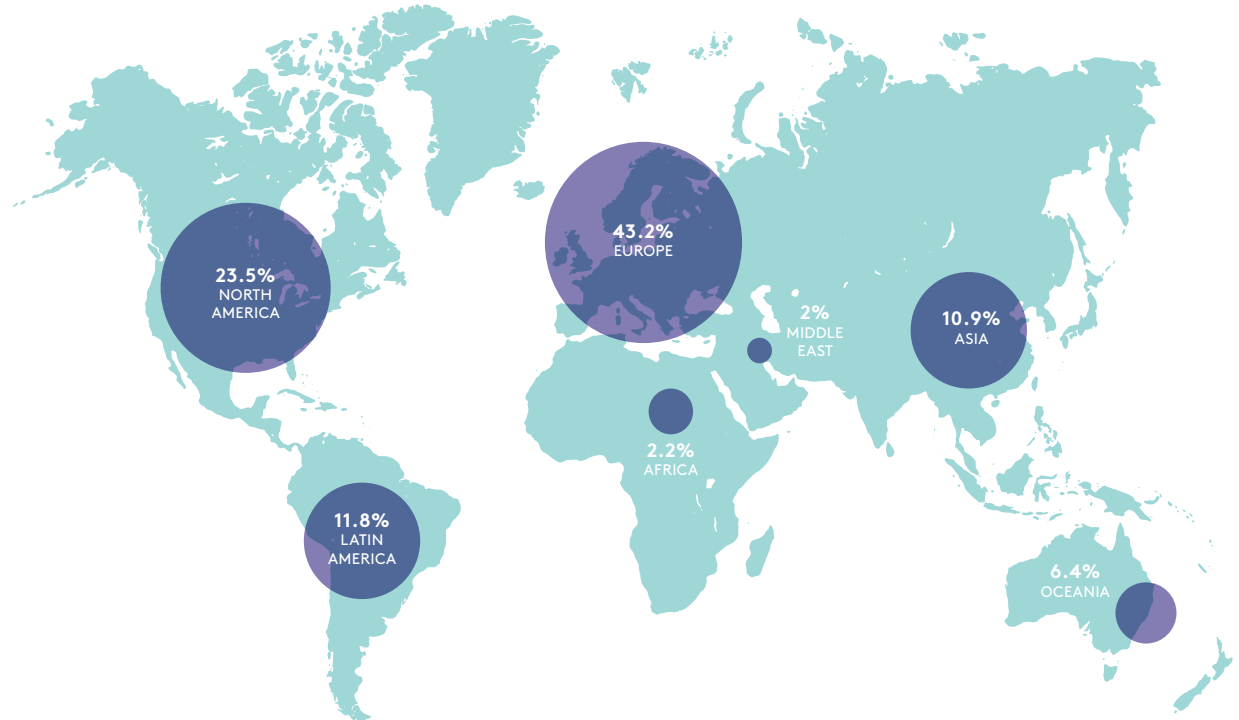 43.2%
EUROPE
23.5%
NORTH
AMERICA
2%
MIDDLE
EAST
10.9%
ASIA
2.2%
AFRICA
11.8%
LATIN
AMERICA
6.4%
OCEANIA